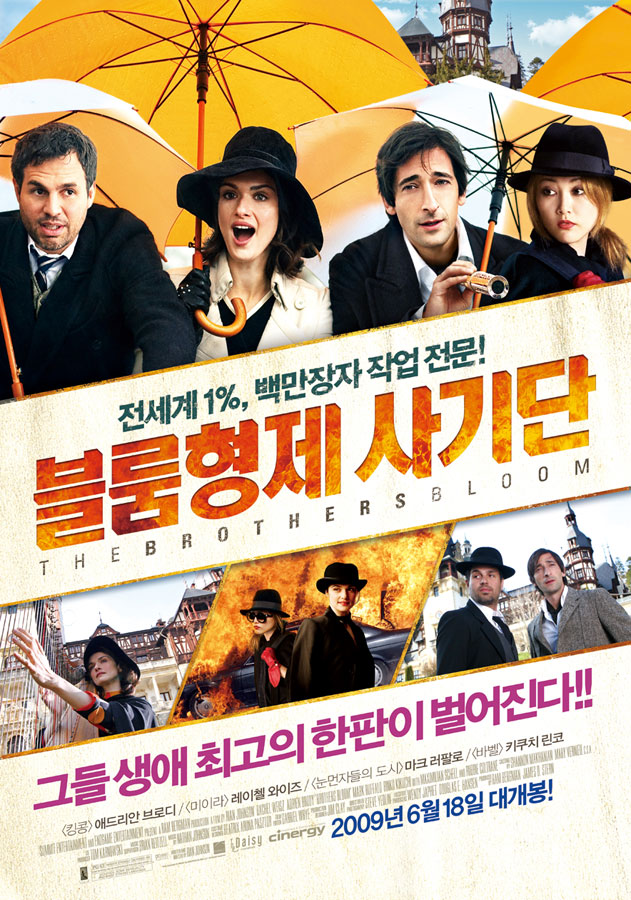 전세계 1%, 백만장자 작업 전문!
블룸형제 사기단
THEBROTHERSBLOOM
그들 생애 최고의 한판이 벌어진다!!
〈킹콩〉애드리안 브로디 / 〈미이라〉레이첼 와이즈 / 〈눈먼자들의 도시〉마크 러팔로 / 〈바벨〉키쿠치 린코
Daisy cinergy 2009년 6월 18일 대개봉!